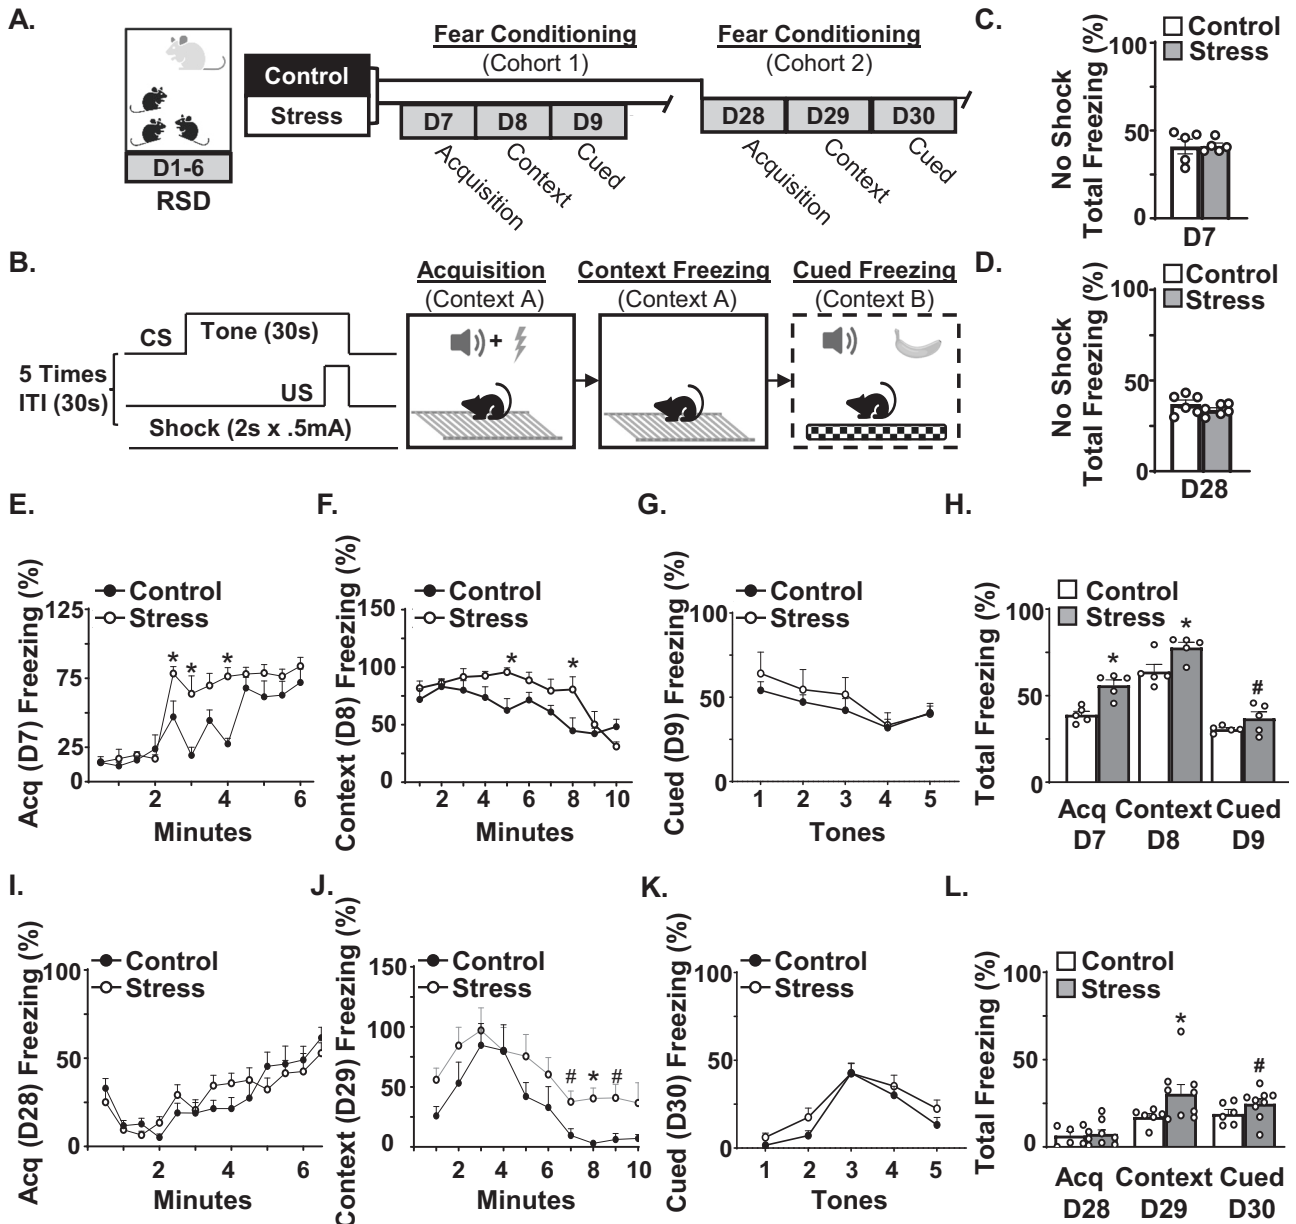 A.
Control
Stress
D1-6
RSD
Fear Conditioning
(Cohort 1)
D7 D8 D9
Acquisition
Context
Cued
Fear Conditioning
(Cohort 2)
D28 D29 D30
Acquisition
Context
Cued
C.
Control
Stress
No Shock
Total Freezing (%)
100
50
0
D7
B.
5 Times
ITI (30s)
CS
Tone (30s)
US
Shock (2s x .5mA)
Acquisition
(Context A)
+
Context Freezing
(Context A)
Cued Freezing
(Context B)
D.
Control
Stress
No Shock
Total Freezing (%)
100
50
0
D28
E.
Control
Stress
Acq (D7) Freezing (%)
125
75
25
0
* * *
2 4 6
Minutes
F.
Control
Stress
Context (D8) Freezing (%)
150
100
50
0
* *
2 4 6 8 10
Minutes
G.
Control
Stress
Cued (D9) Freezing (%)
100
50
0
1 2 3 4 5
Tones
H.
Control
Stress
Total Freezing (%)
100
50
0
* * #
Acq Context Cued
D7 D8 D9
I.
Control
Stress
Acq (D28) Freezing (%)
100
50
0
2 4 6
Minutes
J.
Control
Stress
Context (D29) Freezing (%)
150
100
50
0
# * #
2 4 6 8 10
Minutes
K.
Control
Stress
Cued (D30) Freezing (%)
100
50
0
1 2 3 4 5
Tones
L.
Control
Stress
Total Freezing (%)
100
50
0
* #
Acq Context Cued
D28 D29 D30